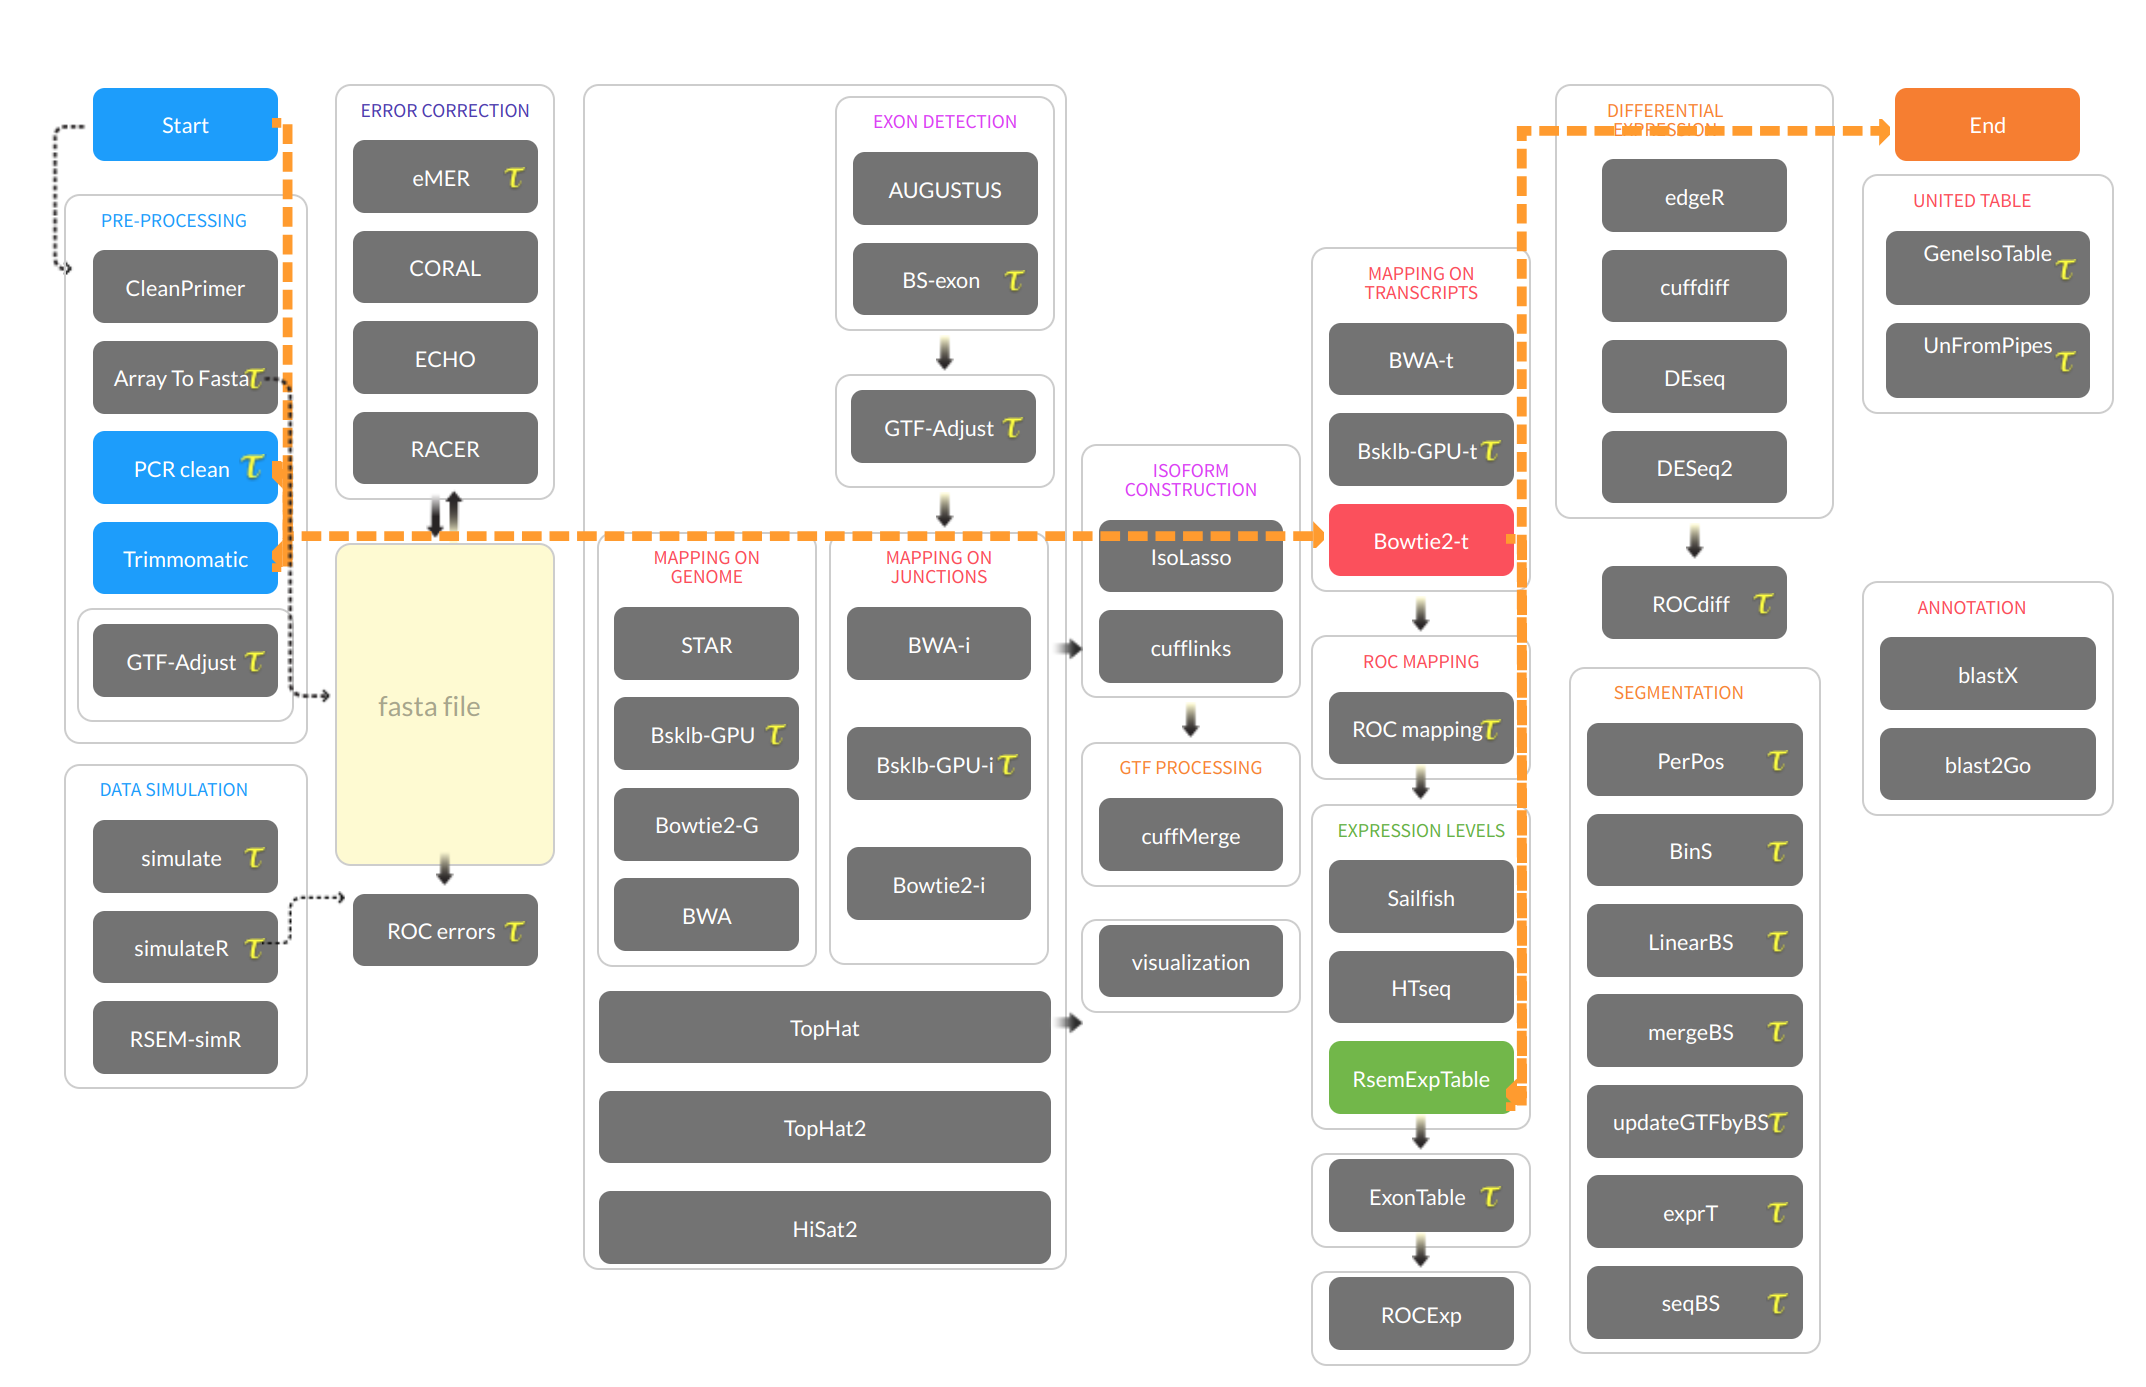 Start
PRE-PROCESSING
CleanPrimer
Array To Fasta τ
PCR clean τ
Trimmomatic
GTF-Adjust τ
DATA SIMULATION
simulate τ
simulateR τ
RSEM-simR
ERROR CORRECTION
eMER τ
CORAL
ECHO
RACER
fasta file
ROC errors τ
EXON DETECTION
AUGUSTUS
BS-exon τ
GTF-Adjust τ
MAPPING ON
GENOME
STAR
Bsklb-GPU τ
Bowtie2-G
BWA
MAPPING ON
JUNCTIONS
BWA-i
Bsklb-GPU-i τ
Bowtie2-i
TopHat
TopHat2
HiSat2
ISOFORM
CONSTRUCTION
IsoLasso
cufflinks
GTF PROCESSING
cuffMerge
visualization
MAPPING ON
TRANSCRIPTS
BWA-t
Bsklb-GPU-t τ
Bowtie2-t
ROC MAPPING
ROC mapping τ
EXPRESSION LEVELS
Sailfish
HTseq
RsemExpTable
ExonTable τ
ROCExp
DIFFERENTIAL
EXPRESSION
edgeR
cuffdiff
DEseq
DESeq2
ROCdiff τ
SEGMENTATION
PerPos τ
BinS τ
LinearBS τ
mergeBS τ
updateGTFbyBS τ
exprT τ
seqBS τ
End
UNITED TABLE
GeneIsoTable τ
UnFromPipes τ
ANNOTATION
blastX
blast2Go